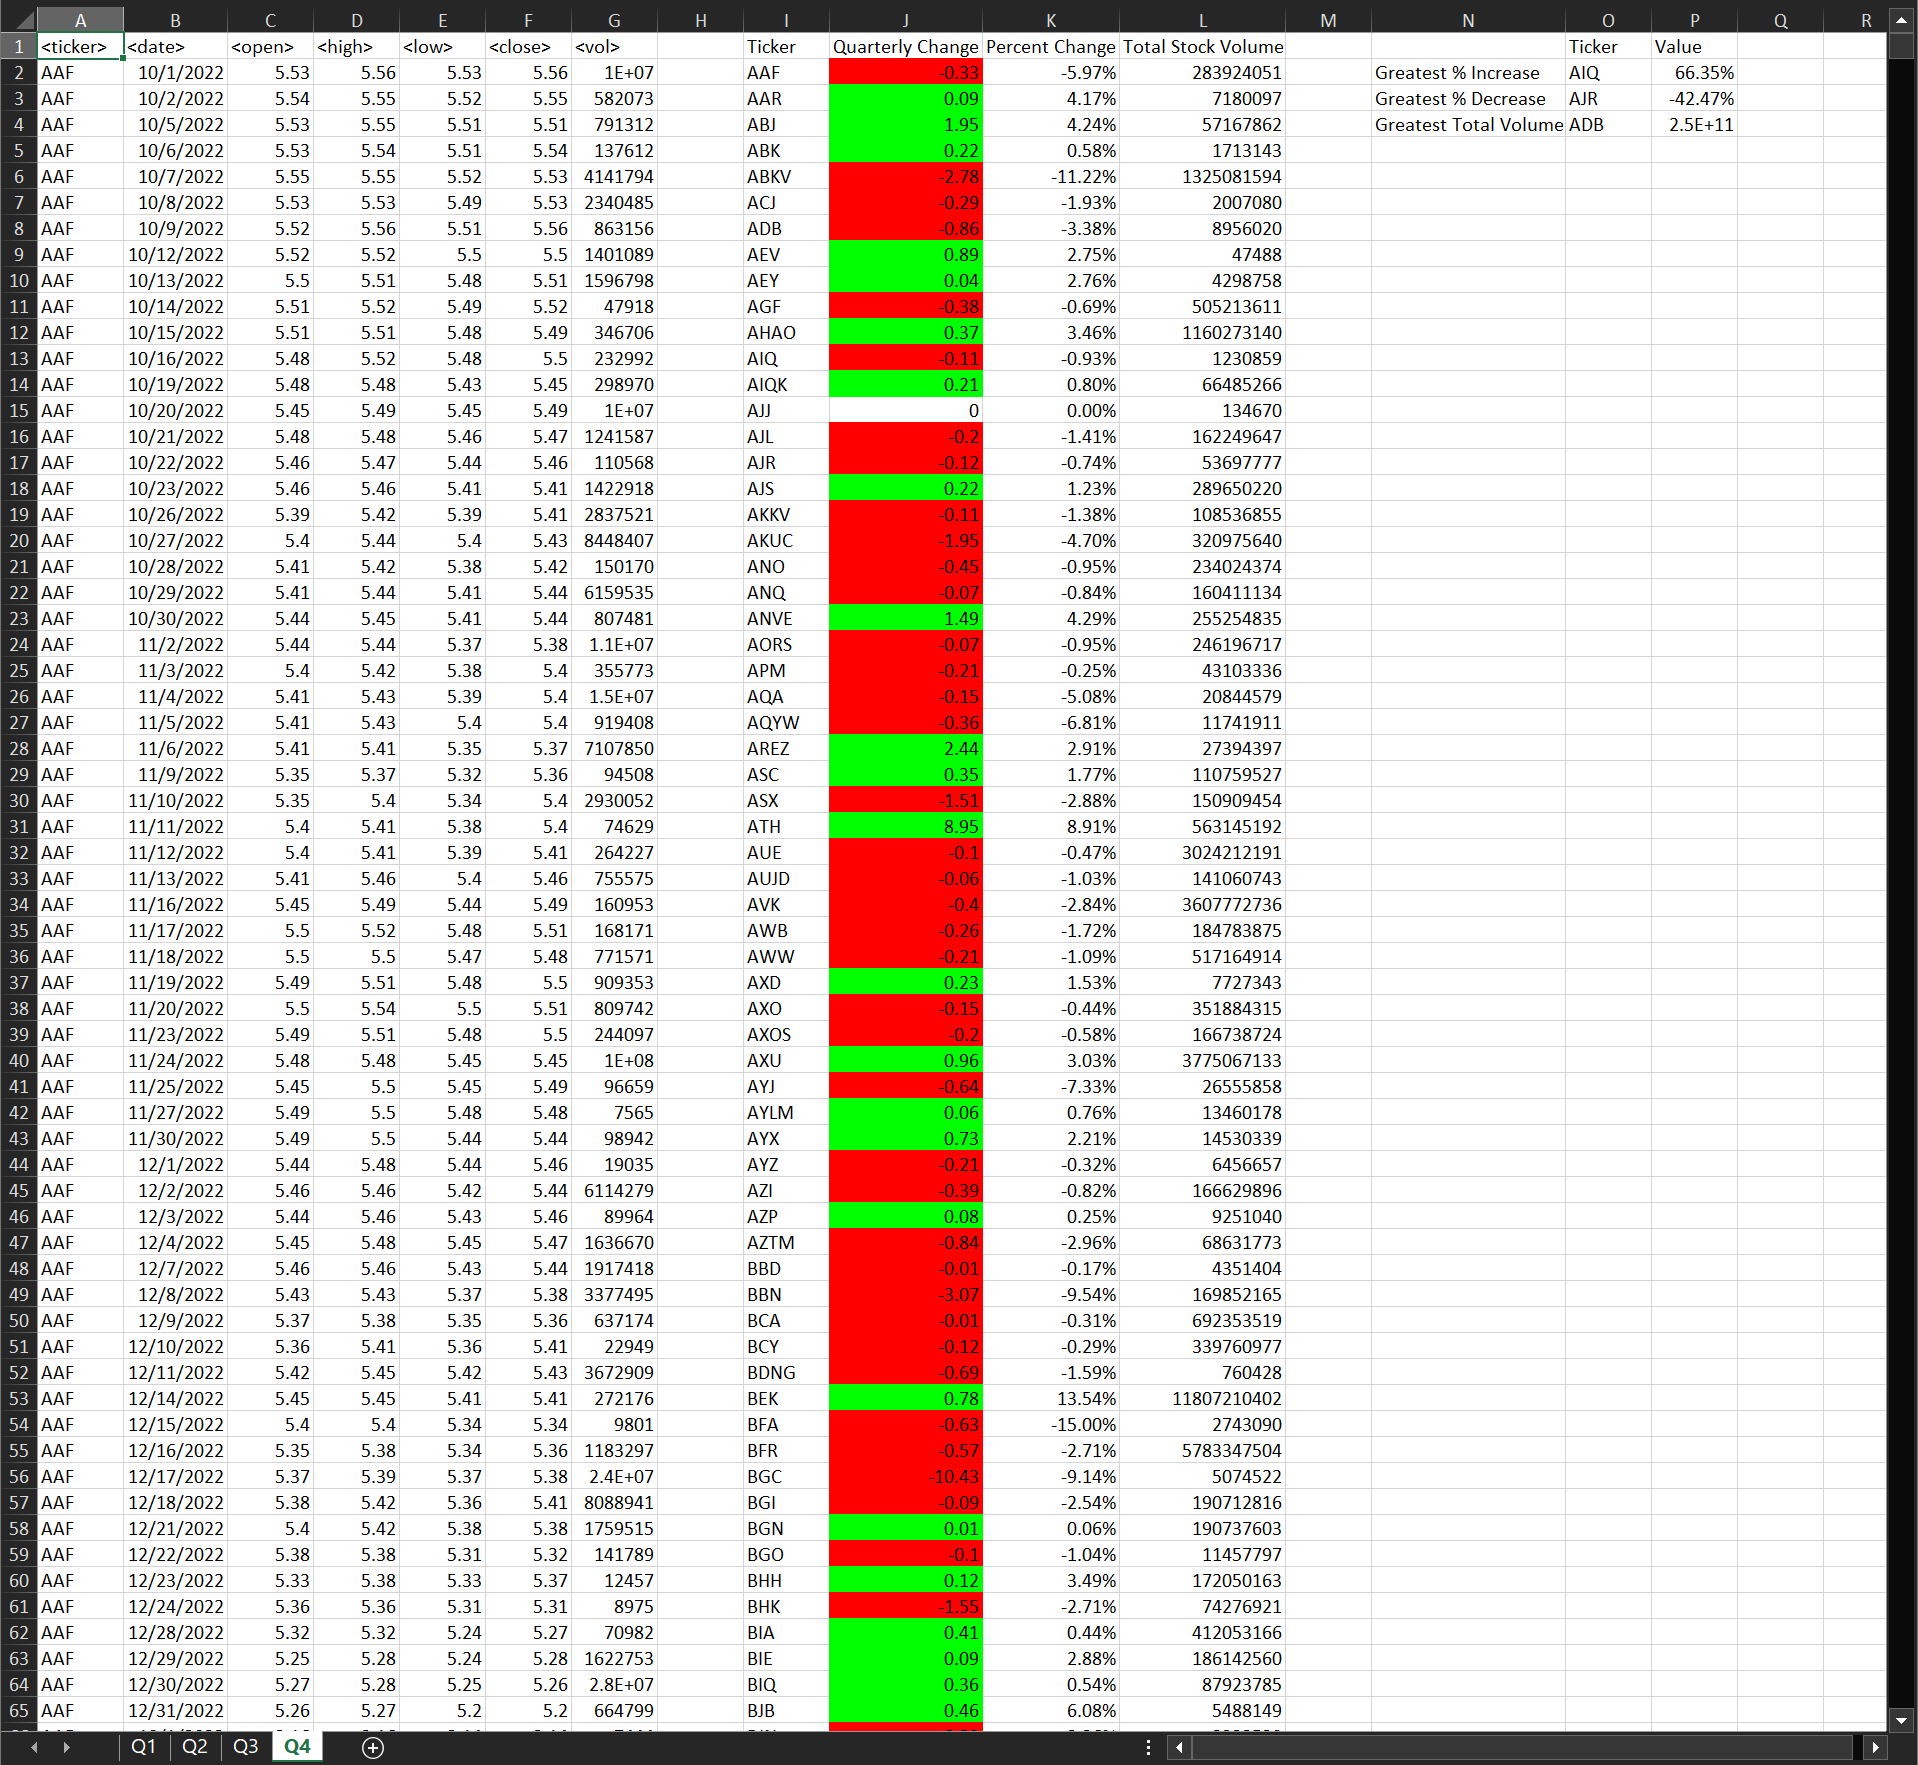 A B C D E F G H I J K L M N O P Q R
1 <ticker> <date> <open> <high> <low> <close> <vol> Ticker Quarterly Change Percent Change Total Stock Volume Ticker Value
2 AAF 10/1/2022 5.53 5.56 5.53 5.56 1E+07 AAF -0.33 -5.97% 283924051 Greatest % Increase AIQ 66.35%
3 AAF 10/2/2022 5.54 5.55 5.52 5.55 582073 AAR 0.09 4.17% 7180097 Greatest % Decrease AJR -42.47%
4 AAF 10/5/2022 5.53 5.55 5.51 5.51 791312 ABJ 1.95 4.24% 57167862 Greatest Total Volume ADB 2.5E+11
5 AAF 10/6/2022 5.53 5.54 5.51 5.54 137612 ABK 0.22 0.58% 1713143
6 AAF 10/7/2022 5.55 5.55 5.52 5.53 4141794 ABKV -2.78 -11.22% 1325081594
7 AAF 10/8/2022 5.53 5.53 5.49 5.53 2340485 ACJ -0.29 -1.93% 2007080
8 AAF 10/9/2022 5.52 5.56 5.51 5.56 863156 ADB -0.86 -3.38% 8956020
9 AAF 10/12/2022 5.52 5.52 5.5 5.5 1401089 AEV 0.89 2.75% 47488
10 AAF 10/13/2022 5.5 5.51 5.48 5.51 1596798 AEY 0.04 2.76% 4298758
11 AAF 10/14/2022 5.51 5.52 5.49 5.52 47918 AGF -0.38 -0.69% 505213611
12 AAF 10/15/2022 5.51 5.51 5.48 5.49 346706 AHAO 0.37 3.46% 1160273140
13 AAF 10/16/2022 5.48 5.52 5.48 5.5 232992 AIQ -0.11 -0.93% 1230859
14 AAF 10/19/2022 5.48 5.48 5.43 5.45 298970 AIQK 0.21 0.80% 66485266
15 AAF 10/20/2022 5.45 5.49 5.45 5.49 1E+07 AJJ 0 0.00% 134670
16 AAF 10/21/2022 5.48 5.48 5.46 5.47 1241587 AJL -0.2 -1.41% 162249647
17 AAF 10/22/2022 5.46 5.47 5.44 5.46 110568 AJR -0.12 -0.74% 53697777
18 AAF 10/23/2022 5.46 5.46 5.41 5.41 1422918 AJS 0.22 1.23% 289650220
19 AAF 10/26/2022 5.39 5.42 5.39 5.41 2837521 AKKV -0.11 -1.38% 108536855
20 AAF 10/27/2022 5.4 5.44 5.4 5.43 8448407 AKUC -1.95 -4.70% 320975640
21 AAF 10/28/2022 5.41 5.42 5.38 5.42 150170 ANO -0.45 -0.95% 234024374
22 AAF 10/29/2022 5.41 5.44 5.41 5.44 6159535 ANQ -0.07 -0.84% 160411134
23 AAF 10/30/2022 5.44 5.45 5.41 5.44 807481 ANVE 1.49 4.29% 255254835
24 AAF 11/2/2022 5.44 5.44 5.37 5.38 1.1E+07 AORS -0.07 -0.95% 246196717
25 AAF 11/3/2022 5.4 5.42 5.38 5.4 355773 APM -0.21 -0.25% 43103336
26 AAF 11/4/2022 5.41 5.43 5.39 5.4 1.5E+07 AQA -0.15 -5.08% 20844579
27 AAF 11/5/2022 5.41 5.43 5.4 5.4 919408 AQYW -0.36 -6.81% 11741911
28 AAF 11/6/2022 5.41 5.41 5.35 5.37 7107850 AREZ 2.44 2.91% 27394397
29 AAF 11/9/2022 5.35 5.37 5.32 5.36 94508 ASC 0.35 1.77% 110759527
30 AAF 11/10/2022 5.35 5.4 5.34 5.4 2930052 ASX -1.51 -2.88% 150909454
31 AAF 11/11/2022 5.4 5.41 5.38 5.4 74629 ATH 8.95 8.91% 563145192
32 AAF 11/12/2022 5.4 5.41 5.39 5.41 264227 AUE -0.1 -0.47% 3024212191
33 AAF 11/13/2022 5.41 5.46 5.4 5.46 755575 AUJD -0.06 -1.03% 141060743
34 AAF 11/16/2022 5.45 5.49 5.44 5.49 160953 AVK -0.4 -2.84% 3607772736
35 AAF 11/17/2022 5.5 5.52 5.48 5.51 168171 AWB -0.26 -1.72% 184783875
36 AAF 11/18/2022 5.5 5.5 5.47 5.48 771571 AWW -0.21 -1.09% 517164914
37 AAF 11/19/2022 5.49 5.51 5.48 5.5 909353 AXD 0.23 1.53% 7727343
38 AAF 11/20/2022 5.5 5.54 5.5 5.51 809742 AXO -0.15 -0.44% 351884315
39 AAF 11/23/2022 5.49 5.51 5.48 5.5 244097 AXOS -0.2 -0.58% 166738724
40 AAF 11/24/2022 5.48 5.48 5.45 5.45 1E+08 AXU 0.96 3.03% 3775067133
41 AAF 11/25/2022 5.45 5.5 5.45 5.49 96659 AYJ -0.64 -7.33% 26555858
42 AAF 11/27/2022 5.49 5.5 5.48 5.48 7565 AYLM 0.06 0.76% 13460178
43 AAF 11/30/2022 5.49 5.5 5.44 5.44 98942 AYX 0.73 2.21% 14530339
44 AAF 12/1/2022 5.44 5.48 5.44 5.46 19035 AYZ -0.21 -0.32% 6456657
45 AAF 12/2/2022 5.46 5.46 5.42 5.44 6114279 AZI -0.39 -0.82% 166629896
46 AAF 12/3/2022 5.44 5.46 5.43 5.46 89964 AZP 0.08 0.25% 9251040
47 AAF 12/4/2022 5.45 5.48 5.45 5.47 1636670 AZTM -0.84 -2.96% 68631773
48 AAF 12/7/2022 5.46 5.46 5.43 5.44 1917418 BBD -0.01 -0.17% 4351404
49 AAF 12/8/2022 5.43 5.43 5.37 5.38 3377495 BBN -3.07 -9.54% 169852165
50 AAF 12/9/2022 5.37 5.38 5.35 5.36 637174 BCA -0.01 -0.31% 692353519
51 AAF 12/10/2022 5.36 5.41 5.36 5.41 22949 BCY -0.12 -0.29% 339760977
52 AAF 12/11/2022 5.42 5.45 5.42 5.43 3672909 BDNG -0.69 -1.59% 760428
53 AAF 12/14/2022 5.45 5.45 5.41 5.41 272176 BEK 0.78 13.54% 11807210402
54 AAF 12/15/2022 5.4 5.4 5.34 5.34 9801 BFA -0.63 -15.00% 2743090
55 AAF 12/16/2022 5.35 5.38 5.34 5.36 1183297 BFR -0.57 -2.71% 5783347504
56 AAF 12/17/2022 5.37 5.39 5.37 5.38 2.4E+07 BGC -10.43 -9.14% 5074522
57 AAF 12/18/2022 5.38 5.42 5.36 5.41 8088941 BGI -0.09 -2.54% 190712816
58 AAF 12/21/2022 5.4 5.42 5.38 5.38 1759515 BGN 0.01 0.06% 190737603
59 AAF 12/22/2022 5.38 5.38 5.31 5.32 141789 BGO -0.1 -1.04% 11457797
60 AAF 12/23/2022 5.33 5.38 5.33 5.37 12457 BHH 0.12 3.49% 172050163
61 AAF 12/24/2022 5.36 5.36 5.31 5.31 8975 BHK -1.55 -2.71% 74276921
62 AAF 12/28/2022 5.32 5.32 5.24 5.27 70982 BIA 0.41 0.44% 412053166
63 AAF 12/29/2022 5.25 5.28 5.24 5.28 1622753 BIE 0.09 2.88% 186142560
64 AAF 12/30/2022 5.27 5.28 5.25 5.26 2.8E+07 BIQ 0.36 0.54% 87923785
65 AAF 12/31/2022 5.26 5.27 5.2 5.2 664799 BJB 0.46 6.08% 5488149
Q1 Q2 Q3 Q4